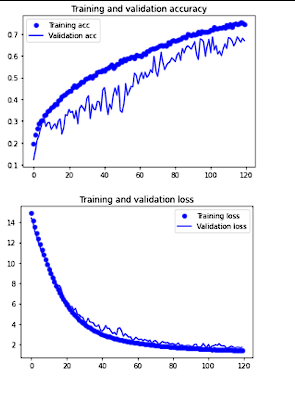 Training and validation accuracy
Training acc
Validation acc
0.7
0.6
0.5
0.4
0.3
0.2
0.1
0 20 40 60 80 100 120
Training and validation loss
Training loss
Validation loss
14
12
10
8
6
4
2
0 20 40 60 80 100 120